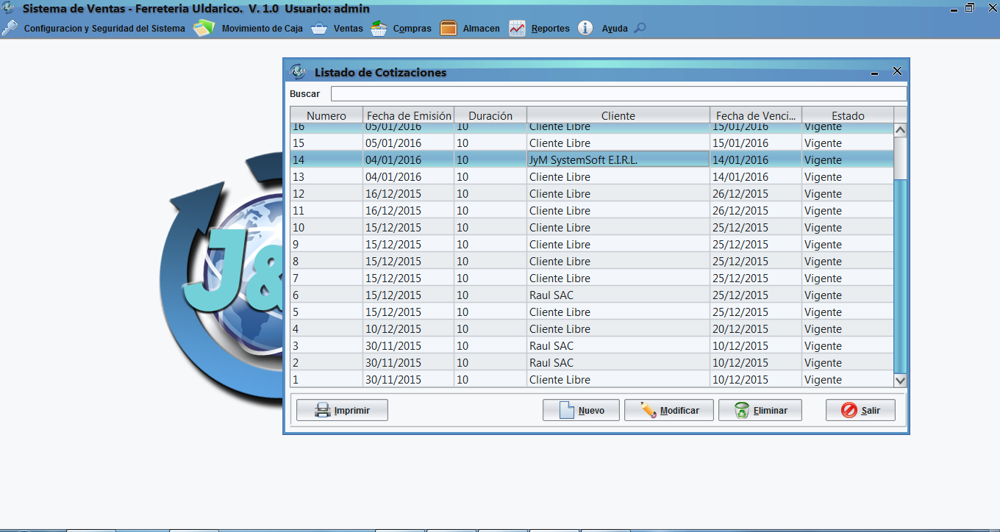 Sistema de Ventas - Ferreteria Uldarico. V. 1.0 Usuario: admin
Configuracion y Seguridad del Sistema Movimiento de Caja Ventas Compras Almacen Reportes Ayuda
J&M Listado de Cotizaciones
Buscar
Numero Fecha de Emisión Duración Cliente Fecha de Venci... Estado
16 05/01/2016 10 Cliente Libre 15/01/2016 Vigente
15 05/01/2016 10 Cliente Libre 15/01/2016 Vigente
14 04/01/2016 10 JyM SystemSoft E.I.R.L. 14/01/2016 Vigente
13 04/01/2016 10 Cliente Libre 14/01/2016 Vigente
12 16/12/2015 10 Cliente Libre 26/12/2015 Vigente
11 16/12/2015 10 Cliente Libre 26/12/2015 Vigente
10 15/12/2015 10 Cliente Libre 25/12/2015 Vigente
9 15/12/2015 10 Cliente Libre 25/12/2015 Vigente
8 15/12/2015 10 Cliente Libre 25/12/2015 Vigente
7 15/12/2015 10 Cliente Libre 25/12/2015 Vigente
6 15/12/2015 10 Raul SAC 25/12/2015 Vigente
5 15/12/2015 10 Cliente Libre 25/12/2015 Vigente
4 10/12/2015 10 Cliente Libre 20/12/2015 Vigente
3 30/11/2015 10 Raul SAC 10/12/2015 Vigente
2 30/11/2015 10 Raul SAC 10/12/2015 Vigente
1 30/11/2015 10 Cliente Libre 10/12/2015 Vigente
J&
Imprimir Nuevo Modificar Eliminar Salir